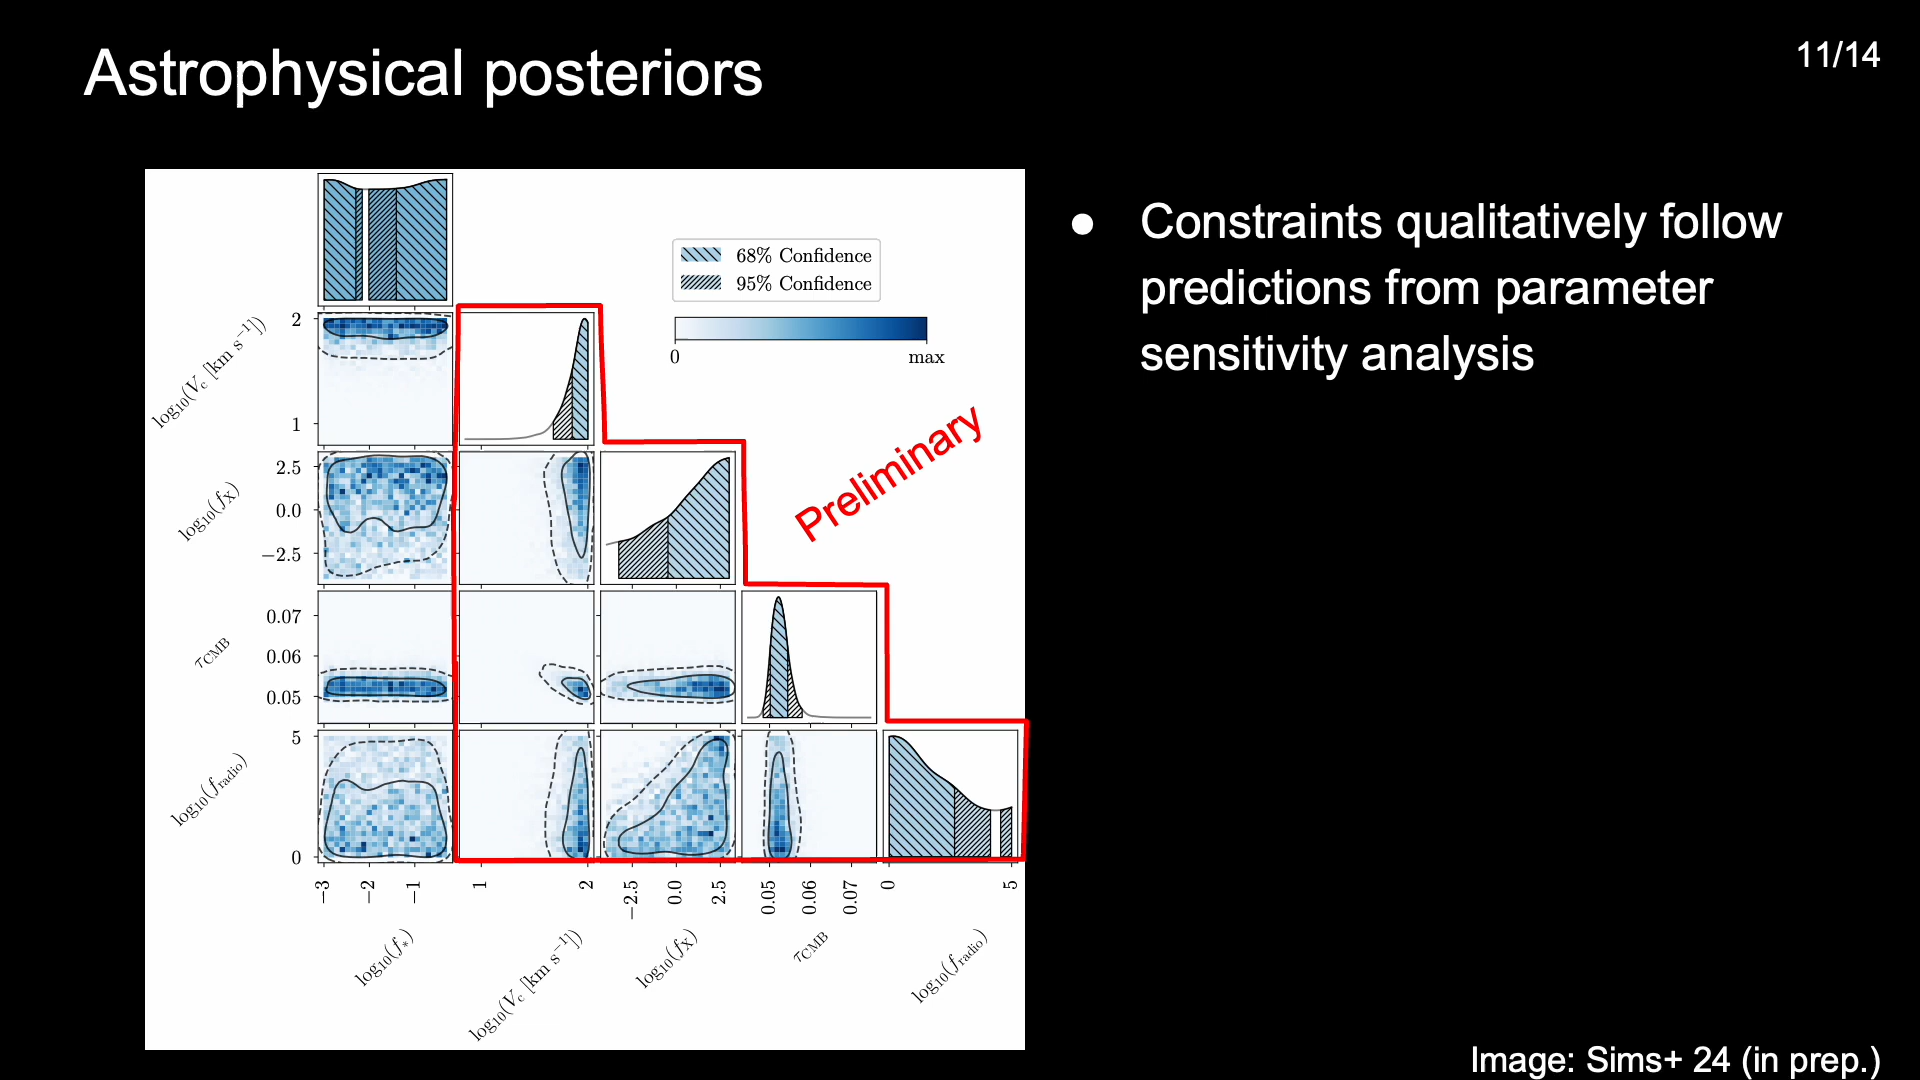 Astrophysical posteriors
11/14
68% Confidence
95% Confidence
0
max
Preliminary
log₁₀(V_c [km s⁻¹])
2
1
log₁₀(f_X)
2.5
0.0
−2.5
τ_CMB
0.07
0.06
0.05
log₁₀(f_radio)
5
0
−3
−2
−1
1
2
−2.5
0.0
2.5
0.05
0.06
0.07
0
5
log₁₀(f_*)
log₁₀(V_c [km s⁻¹])
log₁₀(f_X)
τ_CMB
log₁₀(f_radio)
● Constraints qualitatively follow
predictions from parameter
sensitivity analysis
Image: Sims+ 24 (in prep.)